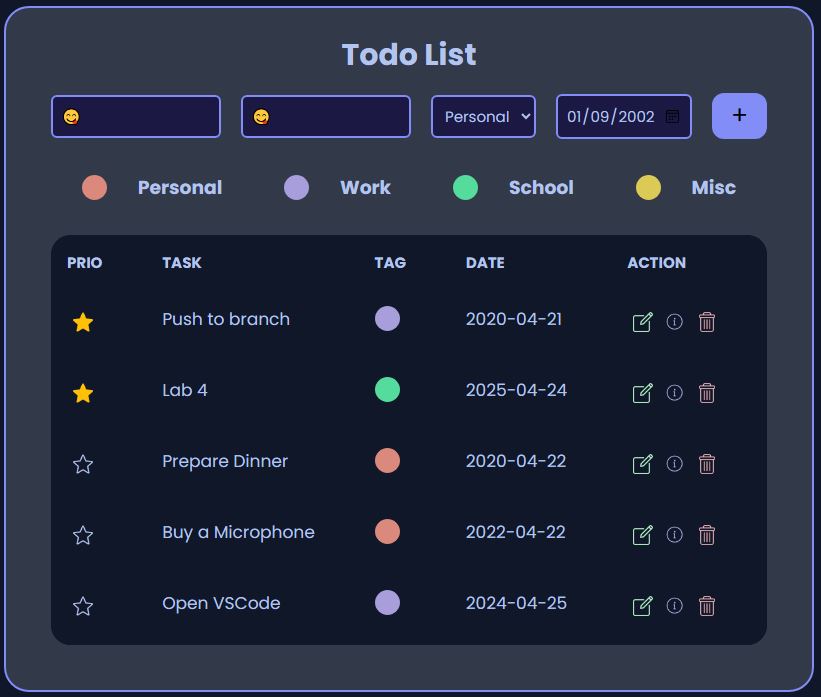 Todo List
😋 😋 Personal 01/09/2002 +
Personal Work School Misc
PRIO TASK TAG DATE ACTION
Push to branch 2020-04-21
Lab 4 2025-04-24
Prepare Dinner 2020-04-22
Buy a Microphone 2022-04-22
Open VSCode 2024-04-25